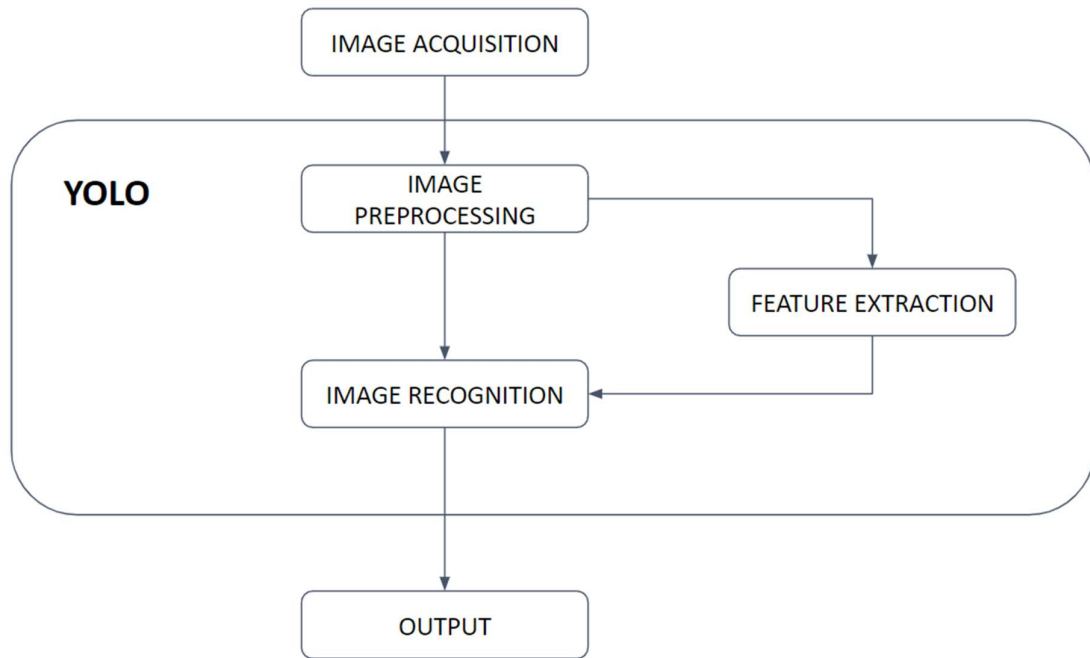 IMAGE ACQUISITION
YOLO
IMAGE
PREPROCESSING
FEATURE EXTRACTION
IMAGE RECOGNITION
OUTPUT